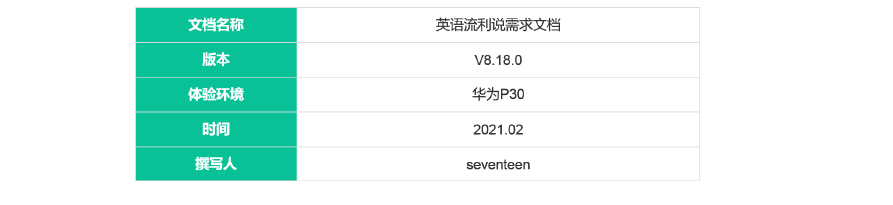 文档名称 英语流利说需求文档
版本 V8.18.0
体验环境 华为P30
时间 2021.02
撰写人 seventeen